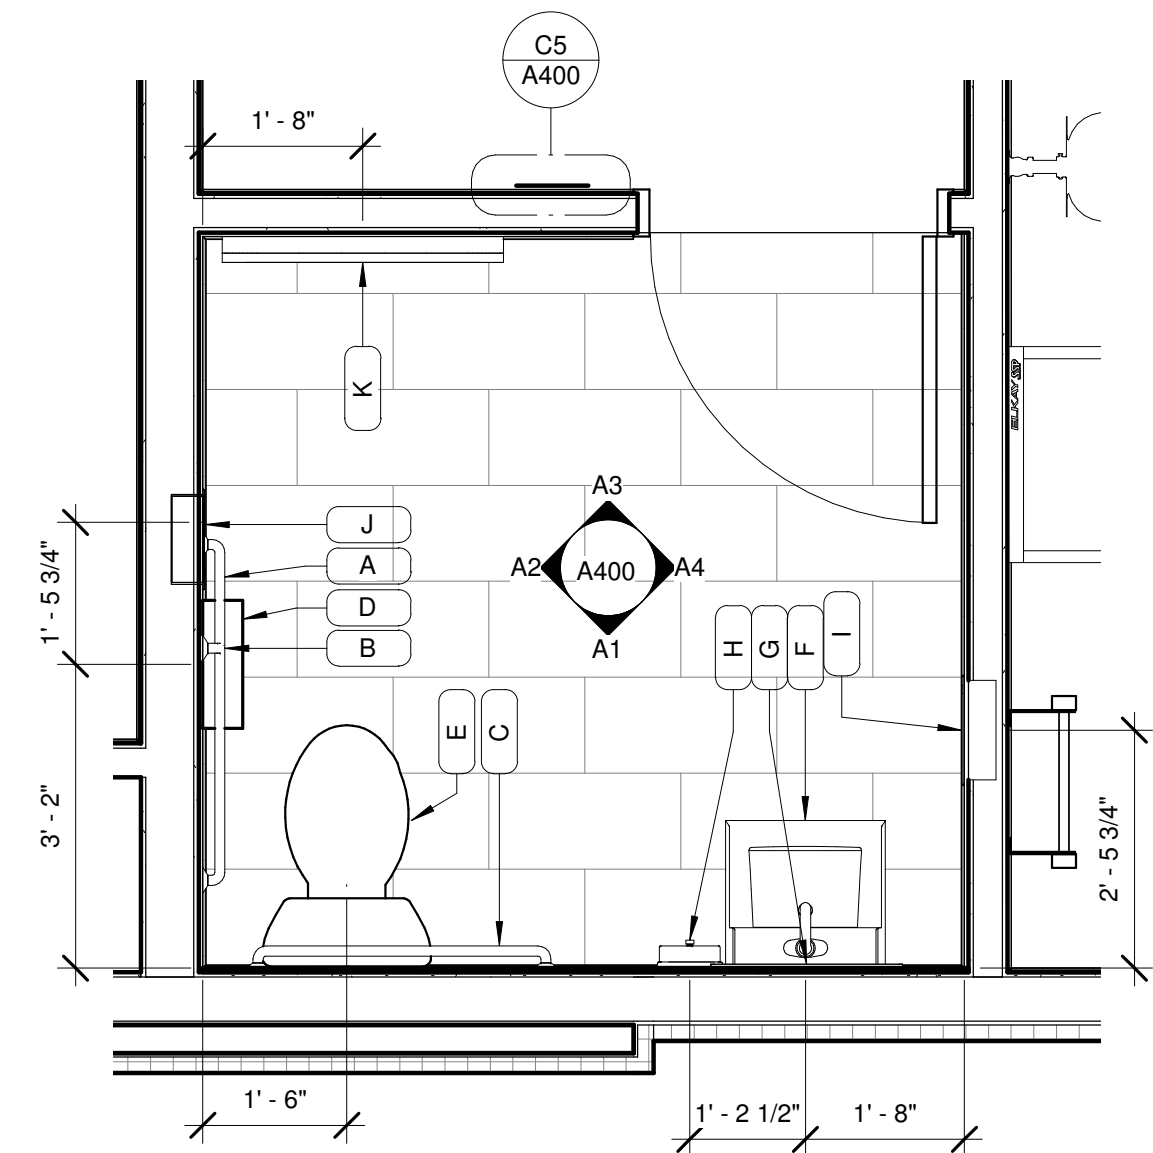 C5
A400
1' - 8"
K
ELKAY SSP
A3
A2
A400
A4
A1
J
A
D
B
1' - 5 3/4"
3' - 2"
E
C
H
G
F
I
2' - 5 3/4"
1' - 6"
1' - 2 1/2"
1' - 8"